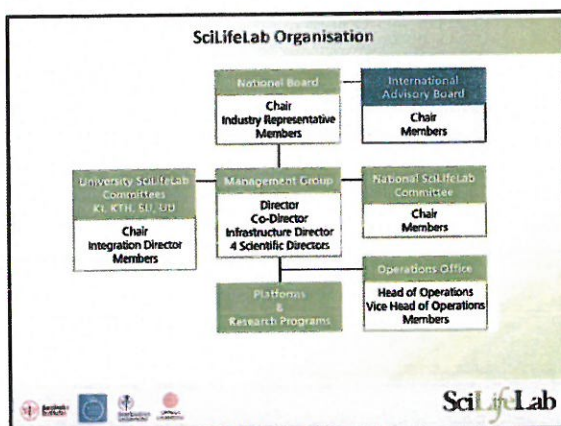 SciLifeLab Organisation
National Board
Chair
Industry Representative
Members
International
Advisory Board
Chair
Members
University SciLifeLab
Committees
KI, KTH, SU, UU
Chair
Integration Director
Members
Management Group
Director
Co-Director
Infrastructure Director
4 Scientific Directors
National SciLifeLab
Committee
Chair
Members
Platforms
&
Research Programs
Operations Office
Head of Operations
Vice Head of Operations
Members
Karolinska
Institutet
SciLifeLab